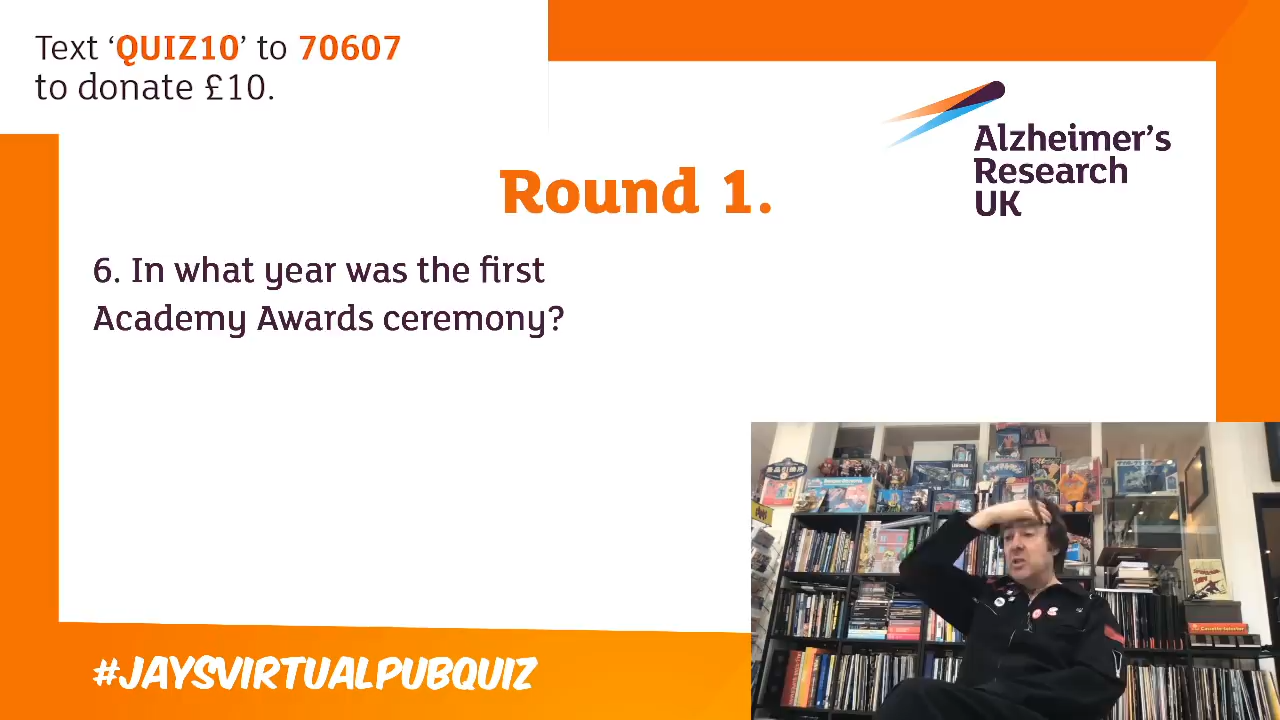 Text ‘QUIZ10’ to 70607
to donate £10.
Alzheimer’s
Research
UK
Round 1.
6. In what year was the first
Academy Awards ceremony?
#JAYSVIRTUALPUBQUIZ